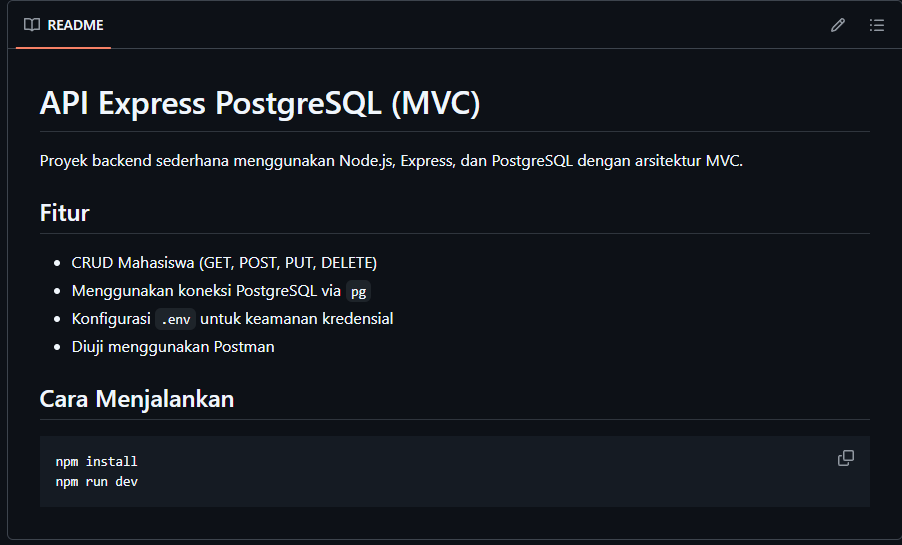 README
API Express PostgreSQL (MVC)
Proyek backend sederhana menggunakan Node.js, Express, dan PostgreSQL dengan arsitektur MVC.
Fitur
CRUD Mahasiswa (GET, POST, PUT, DELETE)
Menggunakan koneksi PostgreSQL via pg
Konfigurasi .env untuk keamanan kredensial
Diuji menggunakan Postman
Cara Menjalankan
npm install
npm run dev